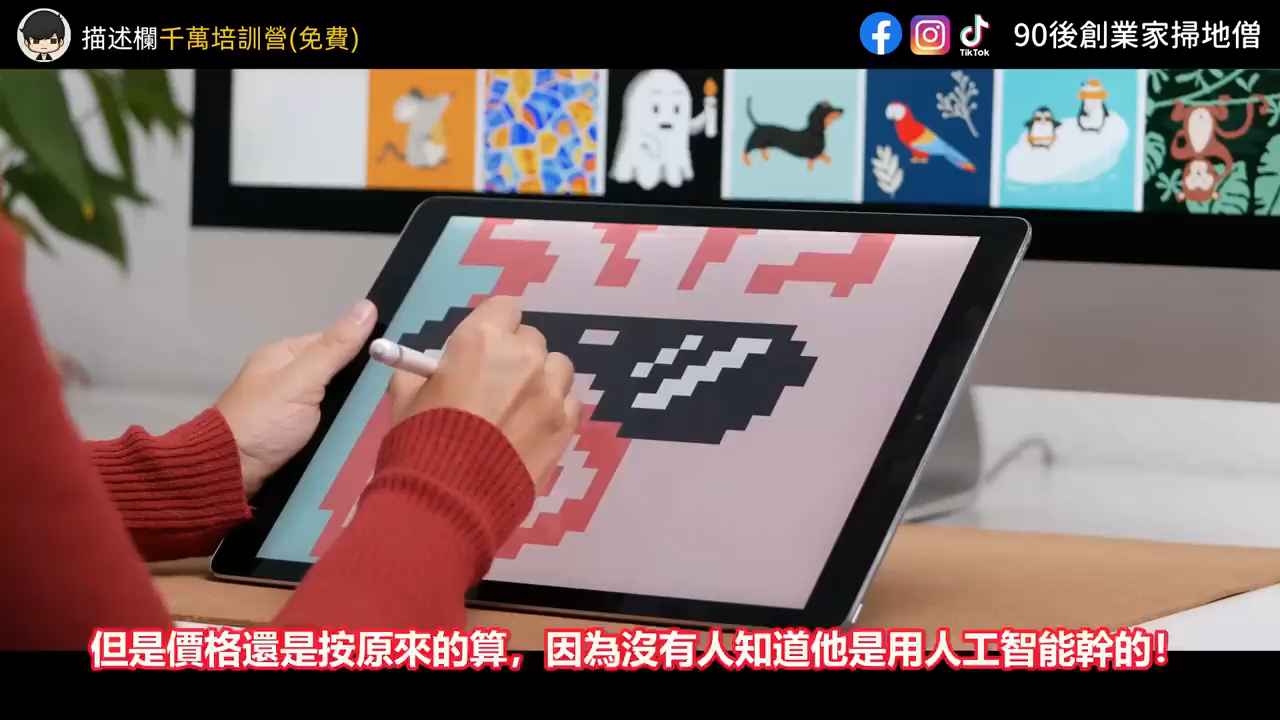 描述欄千萬培訓營(免費)
TikTok
90後創業家掃地僧
但是價格還是按原來的算，因為沒有人知道他是用人工智能幹的！